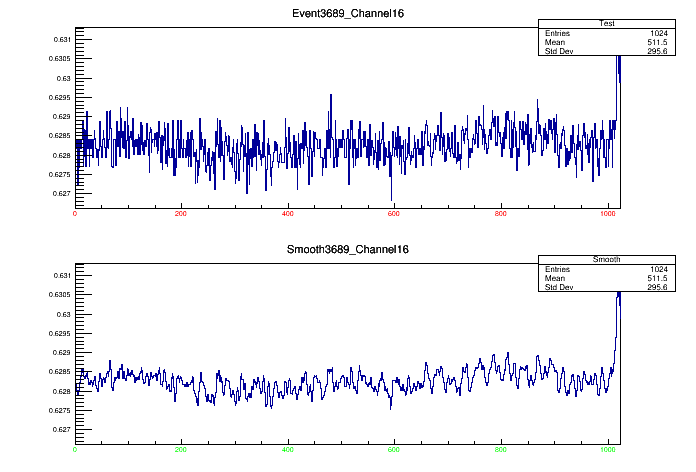 Event3689_Channel16
Test
Entries 1024
Mean 511.5
Std Dev 295.6
0.631
0.6305
0.63
0.6295
0.629
0.6285
0.628
0.6275
0.627
0 200 400 600 800 1000
Smooth3689_Channel16
Smooth
Entries 1024
Mean 511.5
Std Dev 295.6
0.631
0.6305
0.63
0.6295
0.629
0.6285
0.628
0.6275
0.627
0 200 400 600 800 1000